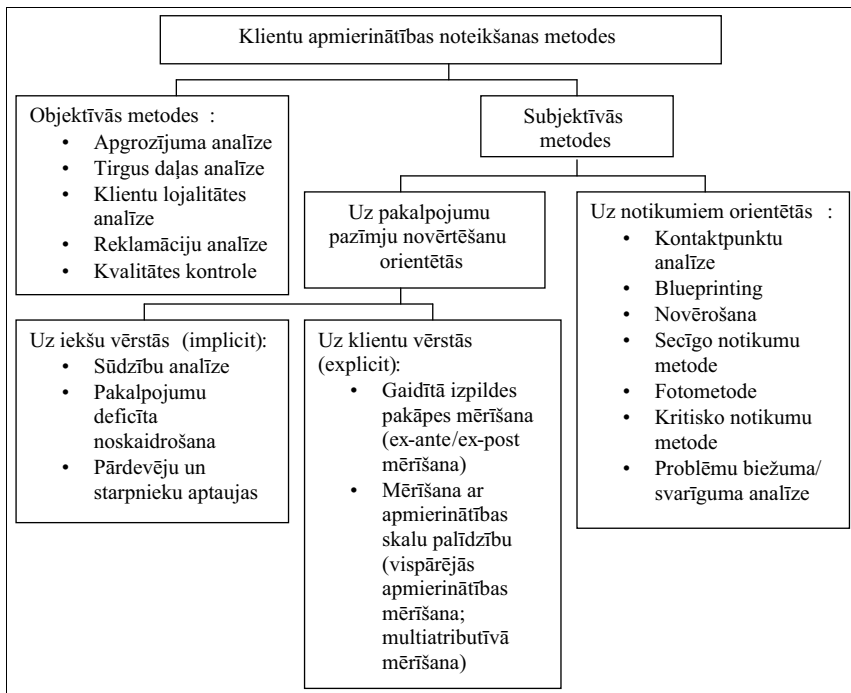 Klientu apmierinātības noteikšanas metodes
Objektīvās metodes :
• Apgrozījuma analīze
• Tirgus daļas analīze
• Klientu lojalitātes
analīze
• Reklamāciju analīze
• Kvalitātes kontrole
Subjektīvās
metodes
Uz pakalpojumu
pazīmju novērtēšanu
orientētās
Uz notikumiem orientētās :
• Kontaktpunktu
analīze
• Blueprinting
• Novērošana
• Secīgo notikumu
metode
• Fotometode
• Kritisko notikumu
metode
• Problēmu biežuma/
svarīguma analīze
Uz iekšu vērstās (implicit):
• Sūdzību analīze
• Pakalpojumu
deficīta
noskaidrošana
• Pārdevēju un
starpnieku aptaujas
Uz klientu vērstās
(explicit):
• Gaidītā izpildes
pakāpes mērīšana
(ex-ante/ex-post
mērīšana)
• Mērīšana ar
apmierinātības
skalu palīdzību
(vispārējās
apmierinātības
mērīšana;
multiatributīvā
mērīšana)